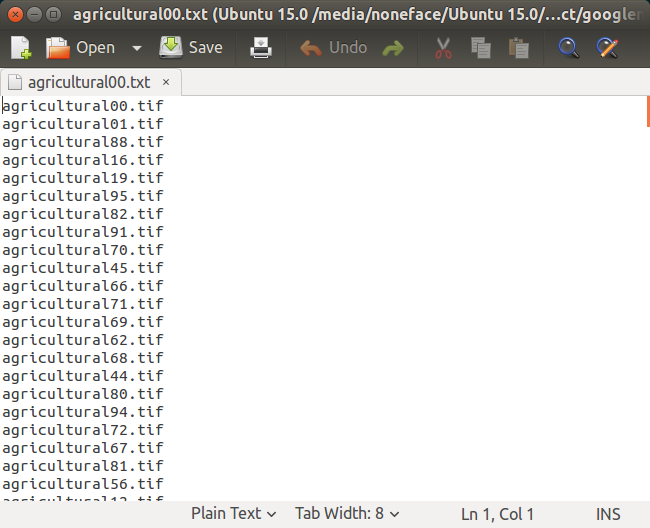 agricultural00.txt (Ubuntu 15.0 /media/noneface/Ubuntu 15.0/…ct/googler
Open Save Undo
agricultural00.txt ×
agricultural00.tif
agricultural01.tif
agricultural88.tif
agricultural16.tif
agricultural19.tif
agricultural95.tif
agricultural82.tif
agricultural91.tif
agricultural70.tif
agricultural45.tif
agricultural66.tif
agricultural71.tif
agricultural69.tif
agricultural62.tif
agricultural68.tif
agricultural44.tif
agricultural80.tif
agricultural94.tif
agricultural72.tif
agricultural67.tif
agricultural81.tif
agricultural56.tif
Plain Text Tab Width: 8 Ln 1, Col 1 INS